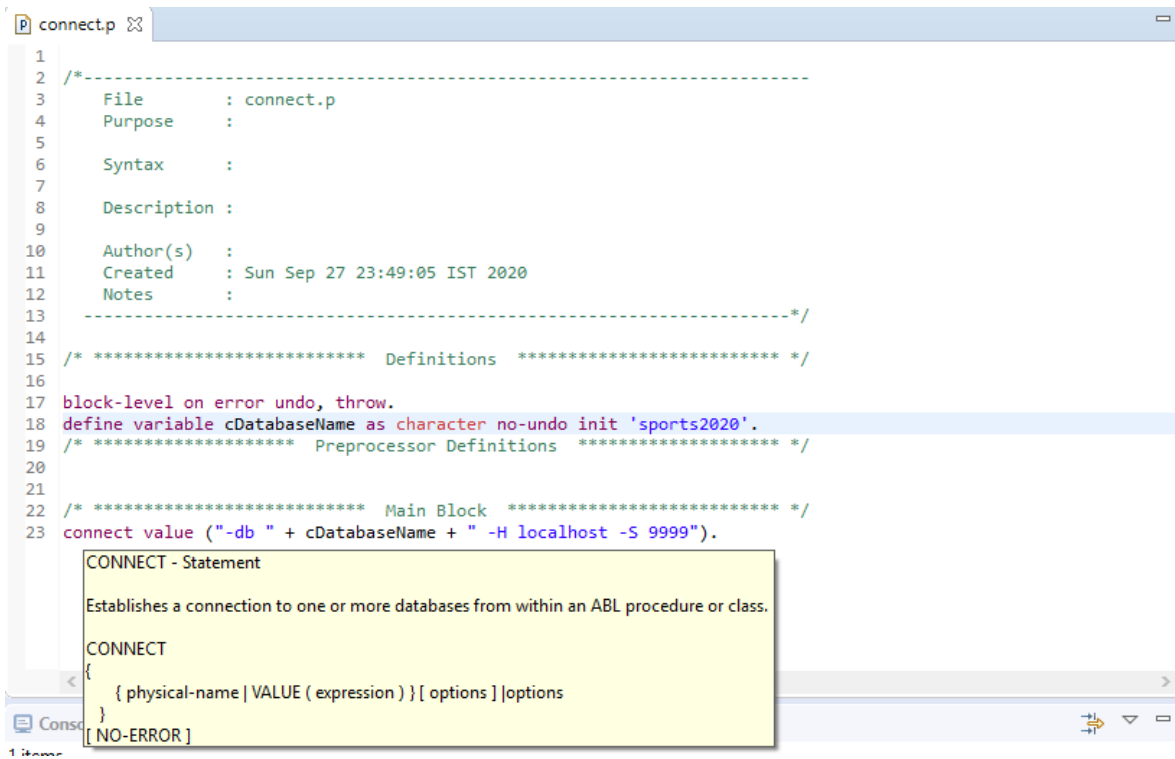 connect.p
1
2 /*------------------------------------------------------------------------
3 File : connect.p
4 Purpose :
5
6 Syntax :
7
8 Description :
9
10 Author(s) :
11 Created : Sun Sep 27 23:49:05 IST 2020
12 Notes :
13 ----------------------------------------------------------------------*/
14
15 /* *************************** Definitions ************************** */
16
17 block-level on error undo, throw.
18 define variable cDatabaseName as character no-undo init 'sports2020'.
19 /* ******************** Preprocessor Definitions ******************** */
20
21
22 /* *************************** Main Block *************************** */
23 connect value ("-db " + cDatabaseName + " -H localhost -S 9999").
CONNECT - Statement
Establishes a connection to one or more databases from within an ABL procedure or class.
CONNECT
{
{ physical-name | VALUE ( expression ) } [ options ] |options
}
[ NO-ERROR ]